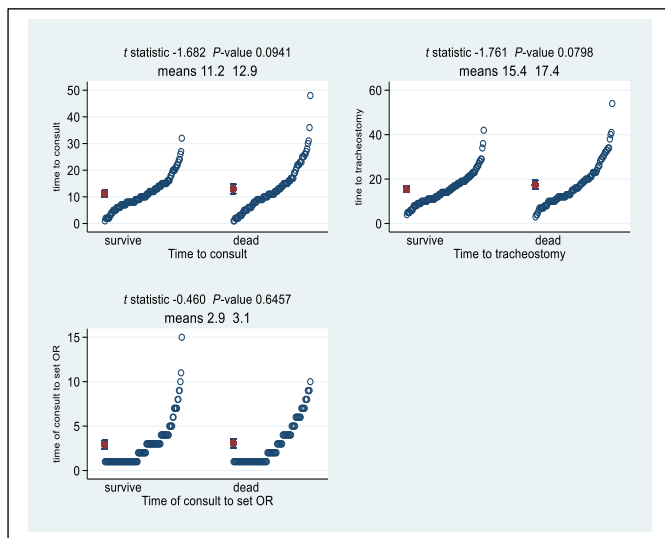 t statistic -1.682 P-value 0.0941
means 11.2 12.9
time to consult
50
40
30
20
10
0
survive dead
Time to consult
t statistic -1.761 P-value 0.0798
means 15.4 17.4
time to tracheostomy
60
40
20
0
survive dead
Time to tracheostomy
t statistic -0.460 P-value 0.6457
means 2.9 3.1
time of consult to set OR
15
10
5
0
survive dead
Time of consult to set OR